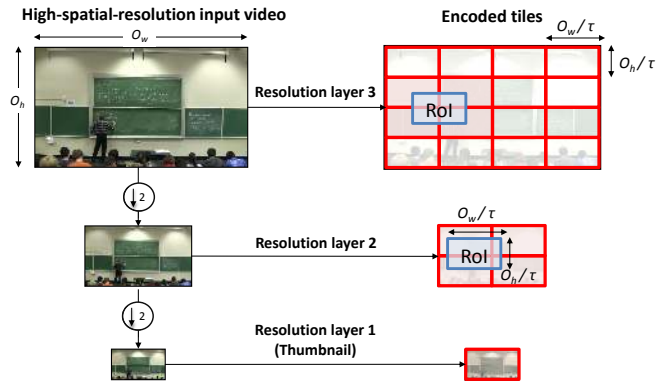 High-spatial-resolution input video
Encoded tiles
O_w
O_w/τ
O_h
O_h/τ
Resolution layer 3
RoI
↓2
O_w/τ
Resolution layer 2
RoI
O_h/τ
↓2
Resolution layer 1
(Thumbnail)